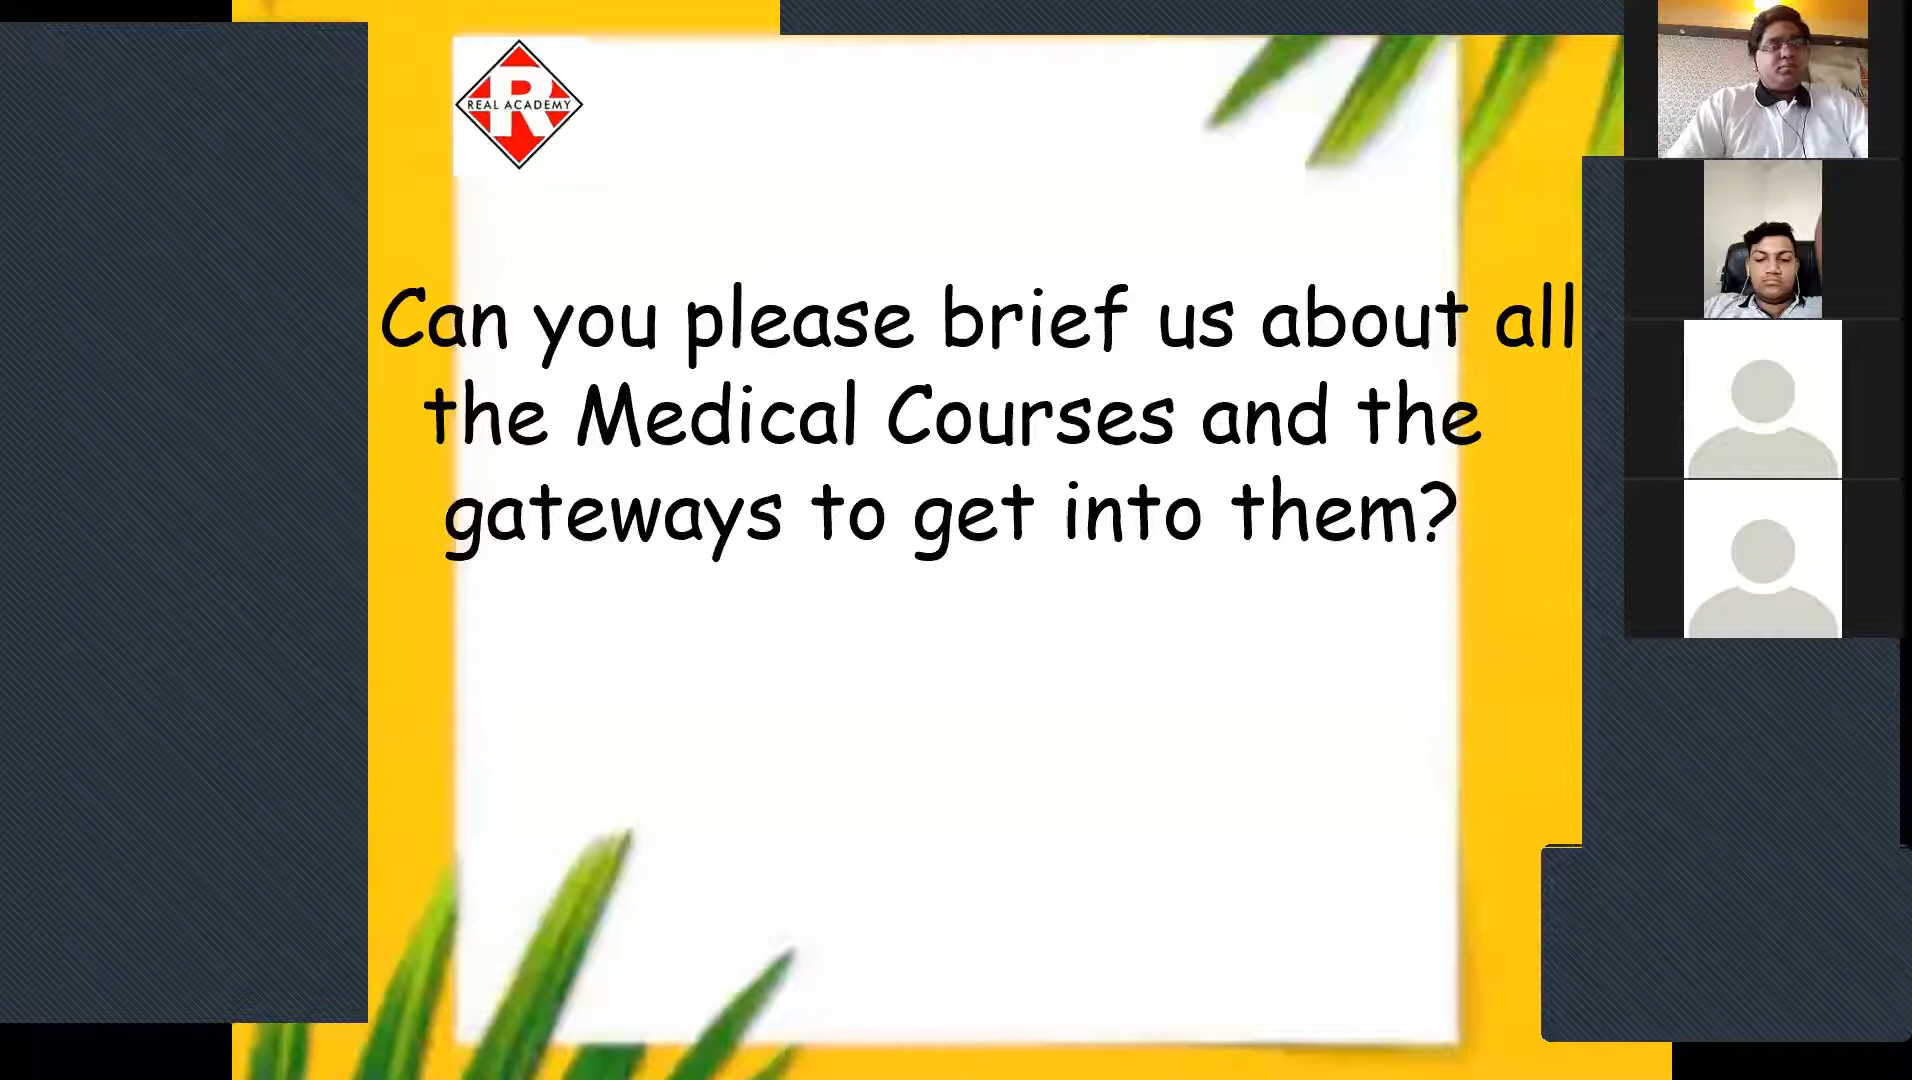 REAL ACADEMY
R
Can you please brief us about all
the Medical Courses and the
gateways to get into them?